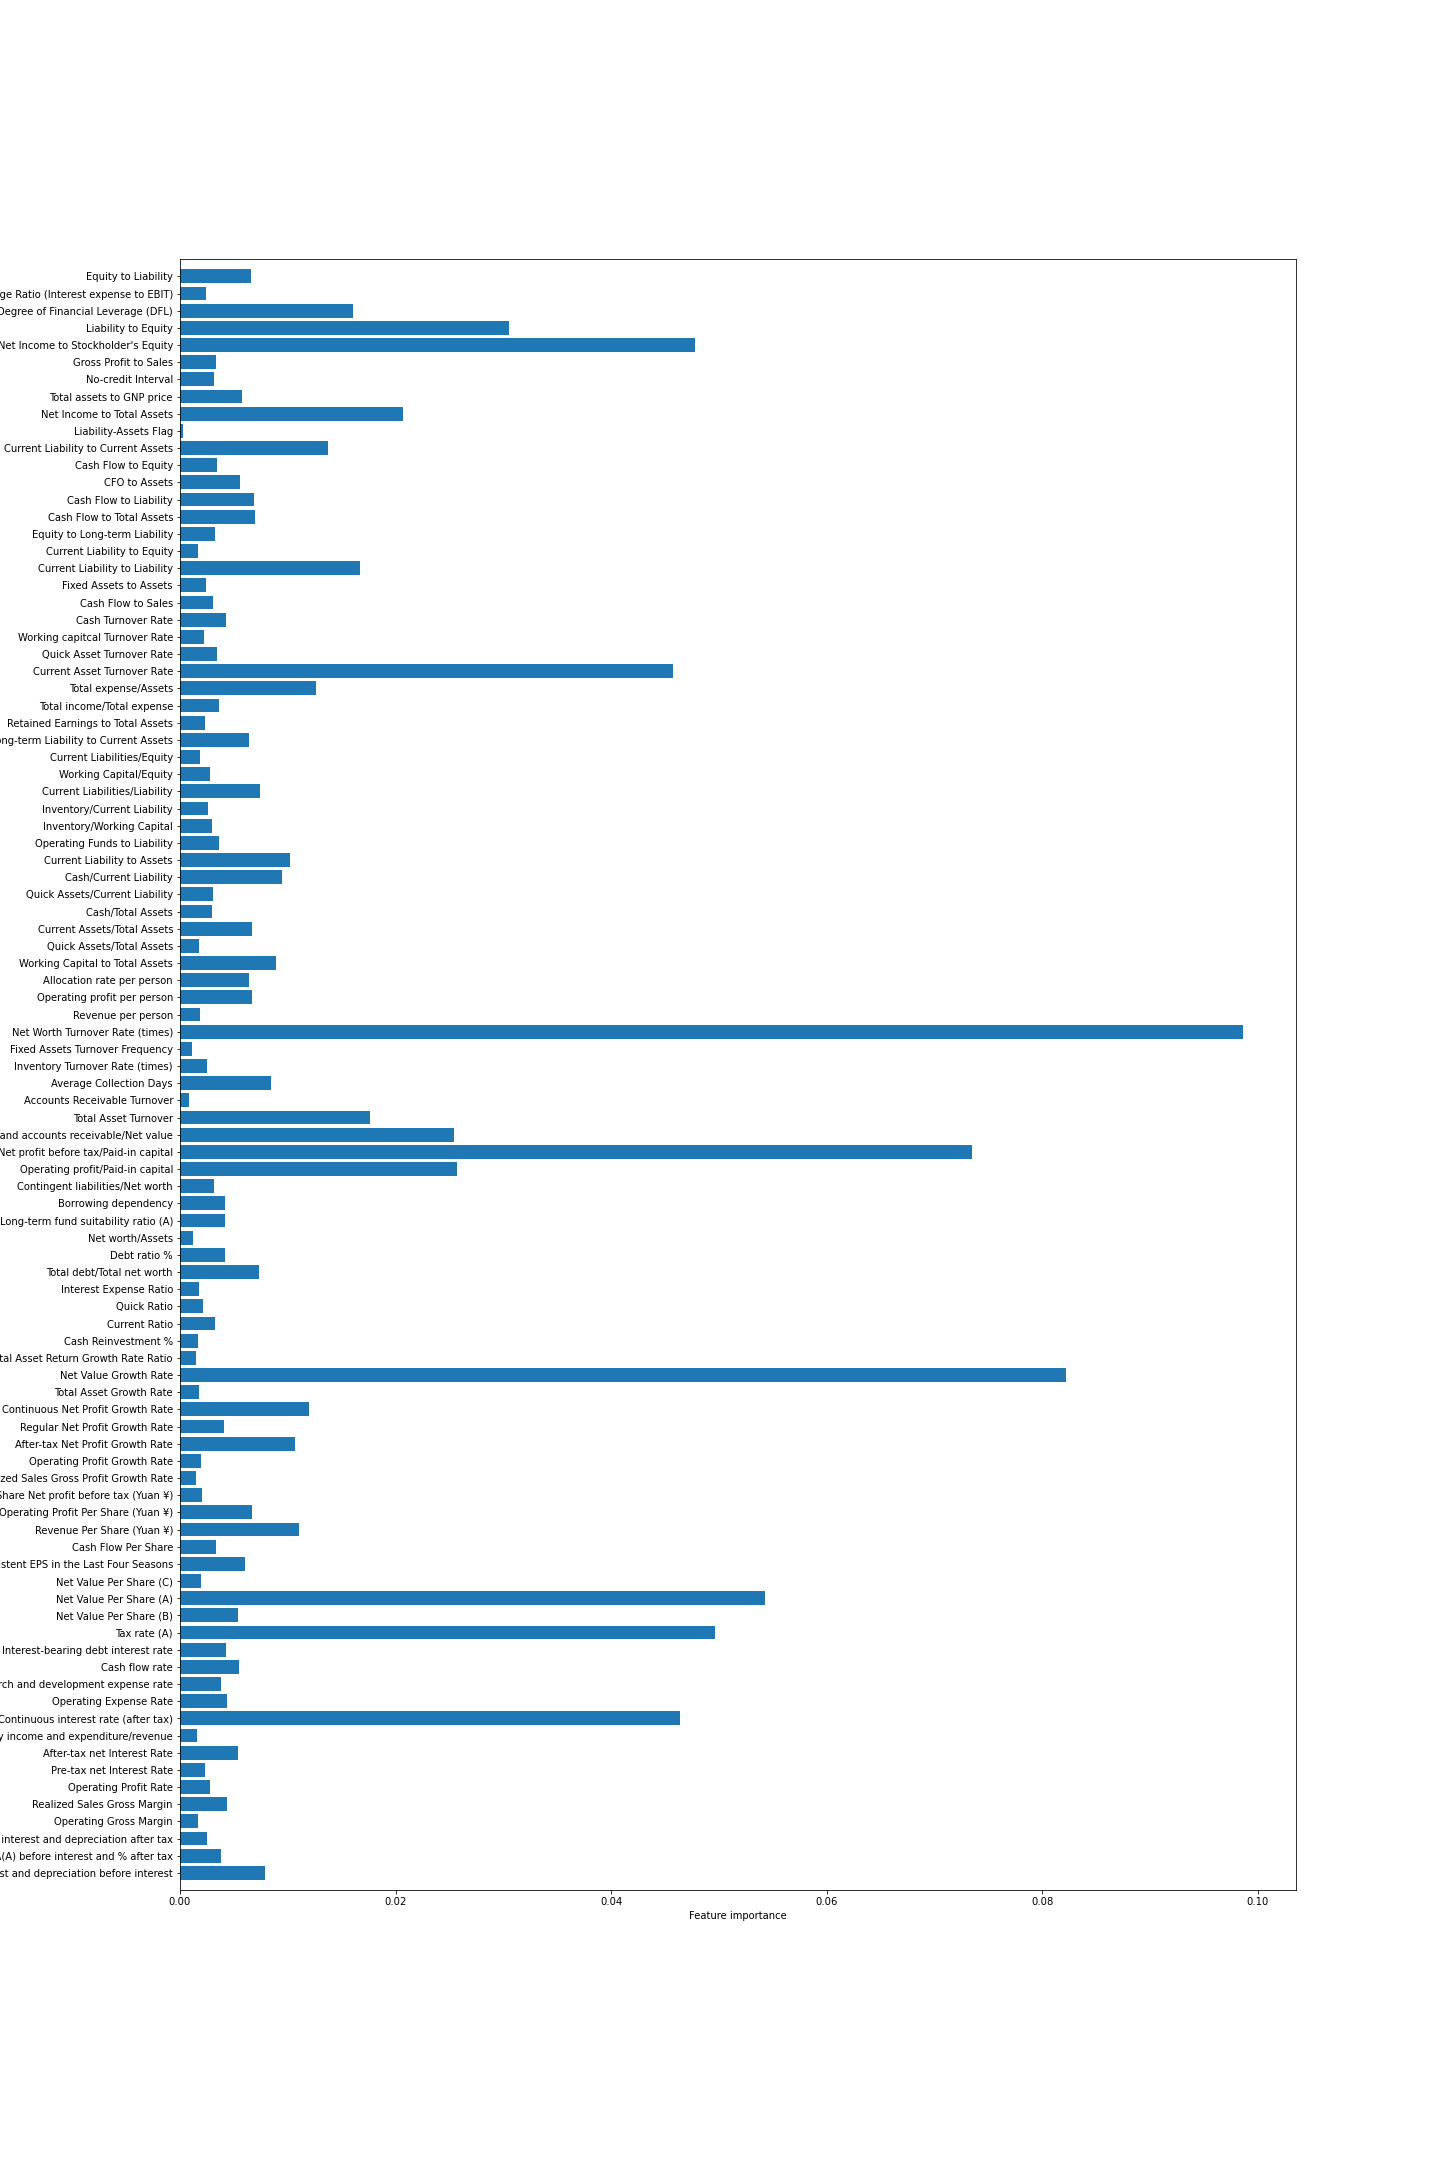 Equity to Liability
ge Ratio (Interest expense to EBIT)
Degree of Financial Leverage (DFL)
Liability to Equity
Net Income to Stockholder's Equity
Gross Profit to Sales
No-credit Interval
Total assets to GNP price
Net Income to Total Assets
Liability-Assets Flag
Current Liability to Current Assets
Cash Flow to Equity
CFO to Assets
Cash Flow to Liability
Cash Flow to Total Assets
Equity to Long-term Liability
Current Liability to Equity
Current Liability to Liability
Fixed Assets to Assets
Cash Flow to Sales
Cash Turnover Rate
Working capitcal Turnover Rate
Quick Asset Turnover Rate
Current Asset Turnover Rate
Total expense/Assets
Total income/Total expense
Retained Earnings to Total Assets
ong-term Liability to Current Assets
Current Liabilities/Equity
Working Capital/Equity
Current Liabilities/Liability
Inventory/Current Liability
Inventory/Working Capital
Operating Funds to Liability
Current Liability to Assets
Cash/Current Liability
Quick Assets/Current Liability
Cash/Total Assets
Current Assets/Total Assets
Quick Assets/Total Assets
Working Capital to Total Assets
Allocation rate per person
Operating profit per person
Revenue per person
Net Worth Turnover Rate (times)
Fixed Assets Turnover Frequency
Inventory Turnover Rate (times)
Average Collection Days
Accounts Receivable Turnover
Total Asset Turnover
and accounts receivable/Net value
Net profit before tax/Paid-in capital
Operating profit/Paid-in capital
Contingent liabilities/Net worth
Borrowing dependency
Long-term fund suitability ratio (A)
Net worth/Assets
Debt ratio %
Total debt/Total net worth
Interest Expense Ratio
Quick Ratio
Current Ratio
Cash Reinvestment %
tal Asset Return Growth Rate Ratio
Net Value Growth Rate
Total Asset Growth Rate
Continuous Net Profit Growth Rate
Regular Net Profit Growth Rate
After-tax Net Profit Growth Rate
Operating Profit Growth Rate
zed Sales Gross Profit Growth Rate
Share Net profit before tax (Yuan ¥)
Operating Profit Per Share (Yuan ¥)
Revenue Per Share (Yuan ¥)
Cash Flow Per Share
istent EPS in the Last Four Seasons
Net Value Per Share (C)
Net Value Per Share (A)
Net Value Per Share (B)
Tax rate (A)
Interest-bearing debt interest rate
Cash flow rate
rch and development expense rate
Operating Expense Rate
Continuous interest rate (after tax)
y income and expenditure/revenue
After-tax net Interest Rate
Pre-tax net Interest Rate
Operating Profit Rate
Realized Sales Gross Margin
Operating Gross Margin
interest and depreciation after tax
(A) before interest and % after tax
st and depreciation before interest
0.00 0.02 0.04 0.06 0.08 0.10
Feature importance